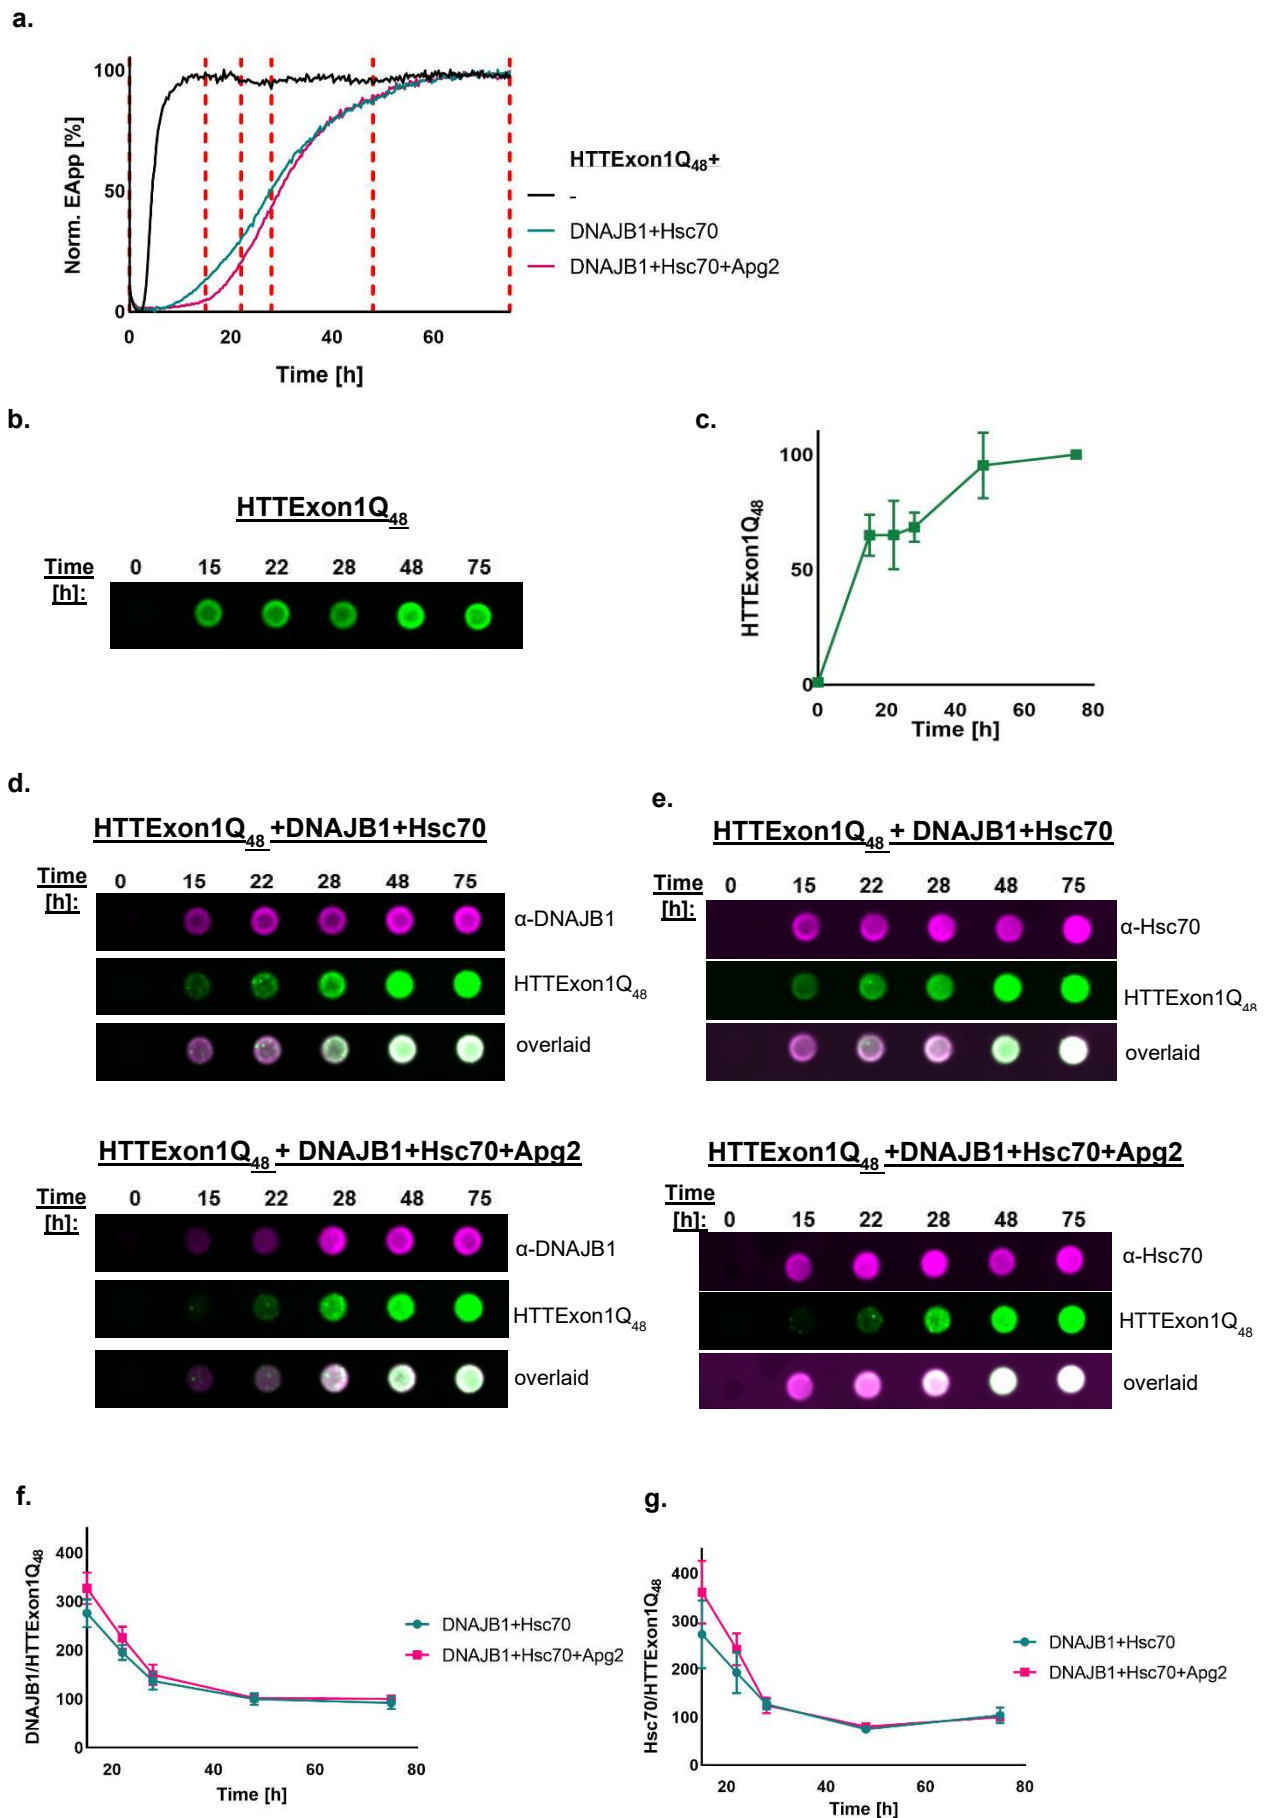 a.
Norm. EApp [%]
100
50
0
0 20 40 60
Time [h]
HTTExon1Q48+
-
DNAJB1+Hsc70
DNAJB1+Hsc70+Apg2
b.
HTTExon1Q48
Time [h]: 0 15 22 28 48 75
c.
HTTExon1Q48
100
50
0
0 20 40 60 80
Time [h]
d.
HTTExon1Q48 +DNAJB1+Hsc70
Time [h]: 0 15 22 28 48 75
α-DNAJB1
HTTExon1Q48
overlaid
HTTExon1Q48 + DNAJB1+Hsc70+Apg2
Time [h]: 0 15 22 28 48 75
α-DNAJB1
HTTExon1Q48
overlaid
e.
HTTExon1Q48 + DNAJB1+Hsc70
Time [h]: 0 15 22 28 48 75
α-Hsc70
HTTExon1Q48
overlaid
HTTExon1Q48 +DNAJB1+Hsc70+Apg2
Time [h]: 0 15 22 28 48 75
α-Hsc70
HTTExon1Q48
overlaid
f.
DNAJB1/HTTExon1Q48
400
300
200
100
0
20 40 60 80
Time [h]
DNAJB1+Hsc70
DNAJB1+Hsc70+Apg2
g.
Hsc70/HTTExon1Q48
400
300
200
100
0
20 40 60 80
Time [h]
DNAJB1+Hsc70
DNAJB1+Hsc70+Apg2